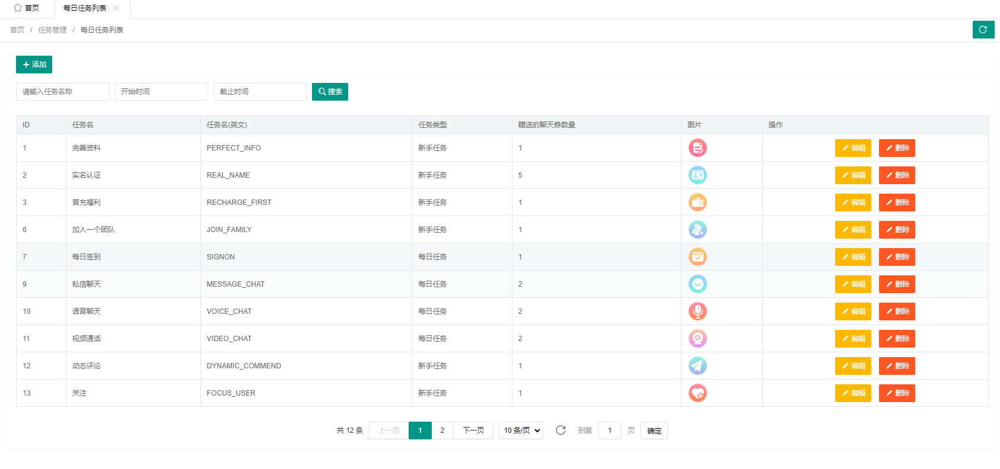 首页 每日任务列表
首页 / 任务管理 / 每日任务列表
添加
请输入任务名称 开始时间 截止时间 搜索
ID 任务名 任务名(英文) 任务类型 赠送的聊天券数量 图片 操作
1 完善资料 PERFECT_INFO 新手任务 1 编辑 删除
2 实名认证 REAL_NAME 新手任务 5 编辑 删除
3 首充福利 RECHARGE_FIRST 新手任务 1 编辑 删除
6 加入一个团队 JOIN_FAMILY 新手任务 1 编辑 删除
7 每日签到 SIGNON 每日任务 1 编辑 删除
9 私信聊天 MESSAGE_CHAT 每日任务 2 编辑 删除
10 语音聊天 VOICE_CHAT 每日任务 2 编辑 删除
11 视频通话 VIDEO_CHAT 每日任务 2 编辑 删除
12 动态评论 DYNAMIC_COMMEND 新手任务 1 编辑 删除
13 关注 FOCUS_USER 新手任务 1 编辑 删除
共 12 条 上一页 1 2 下一页 10 条/页 到第 1 页 确定